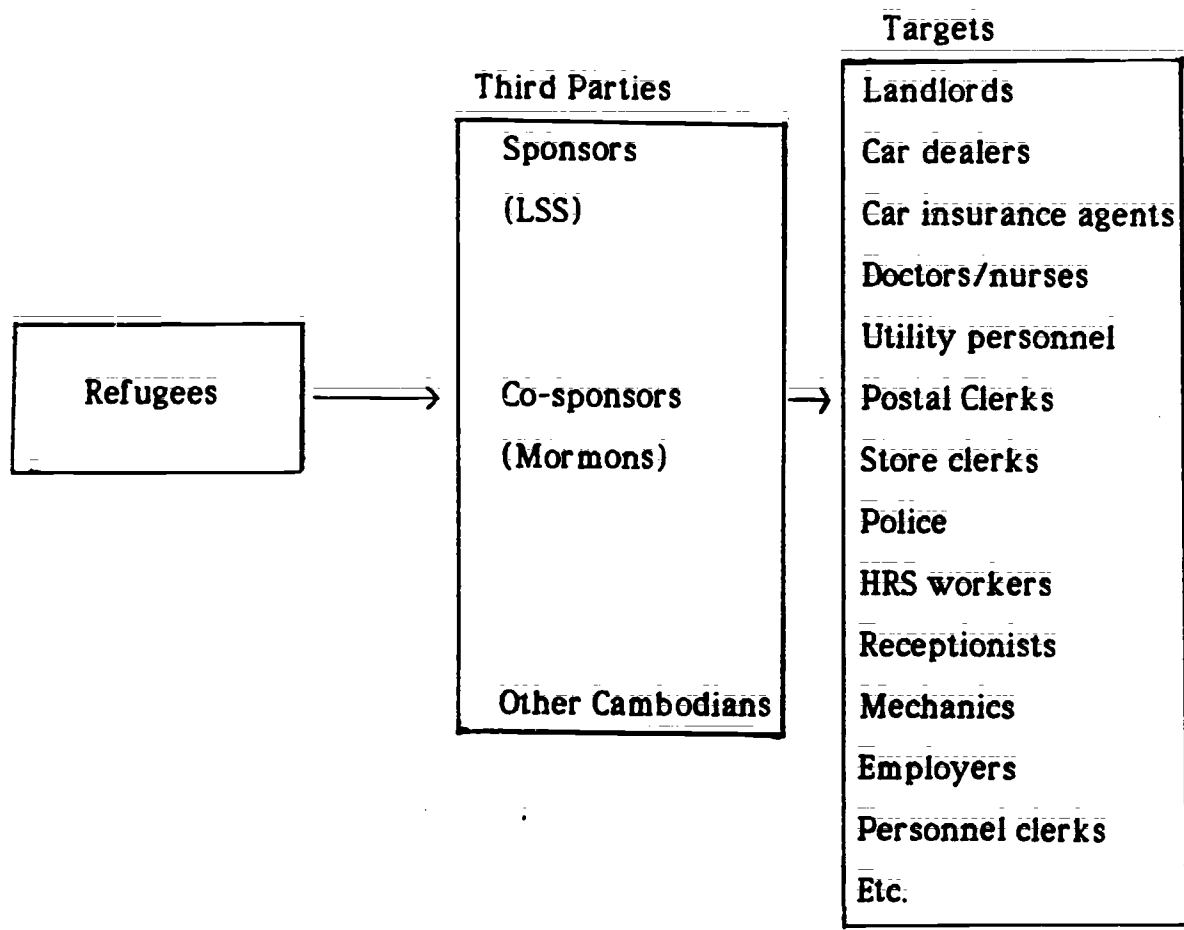 Refugees
Third Parties
Sponsors
(LSS)
Co-sponsors
(Mormons)
Other Cambodians
Targets
Landlords
Car dealers
Car insurance agents
Doctors/nurses
Utility personnel
Postal Clerks
Store clerks
Police
HRS workers
Receptionists
Mechanics
Employers
Personnel clerks
Etc.